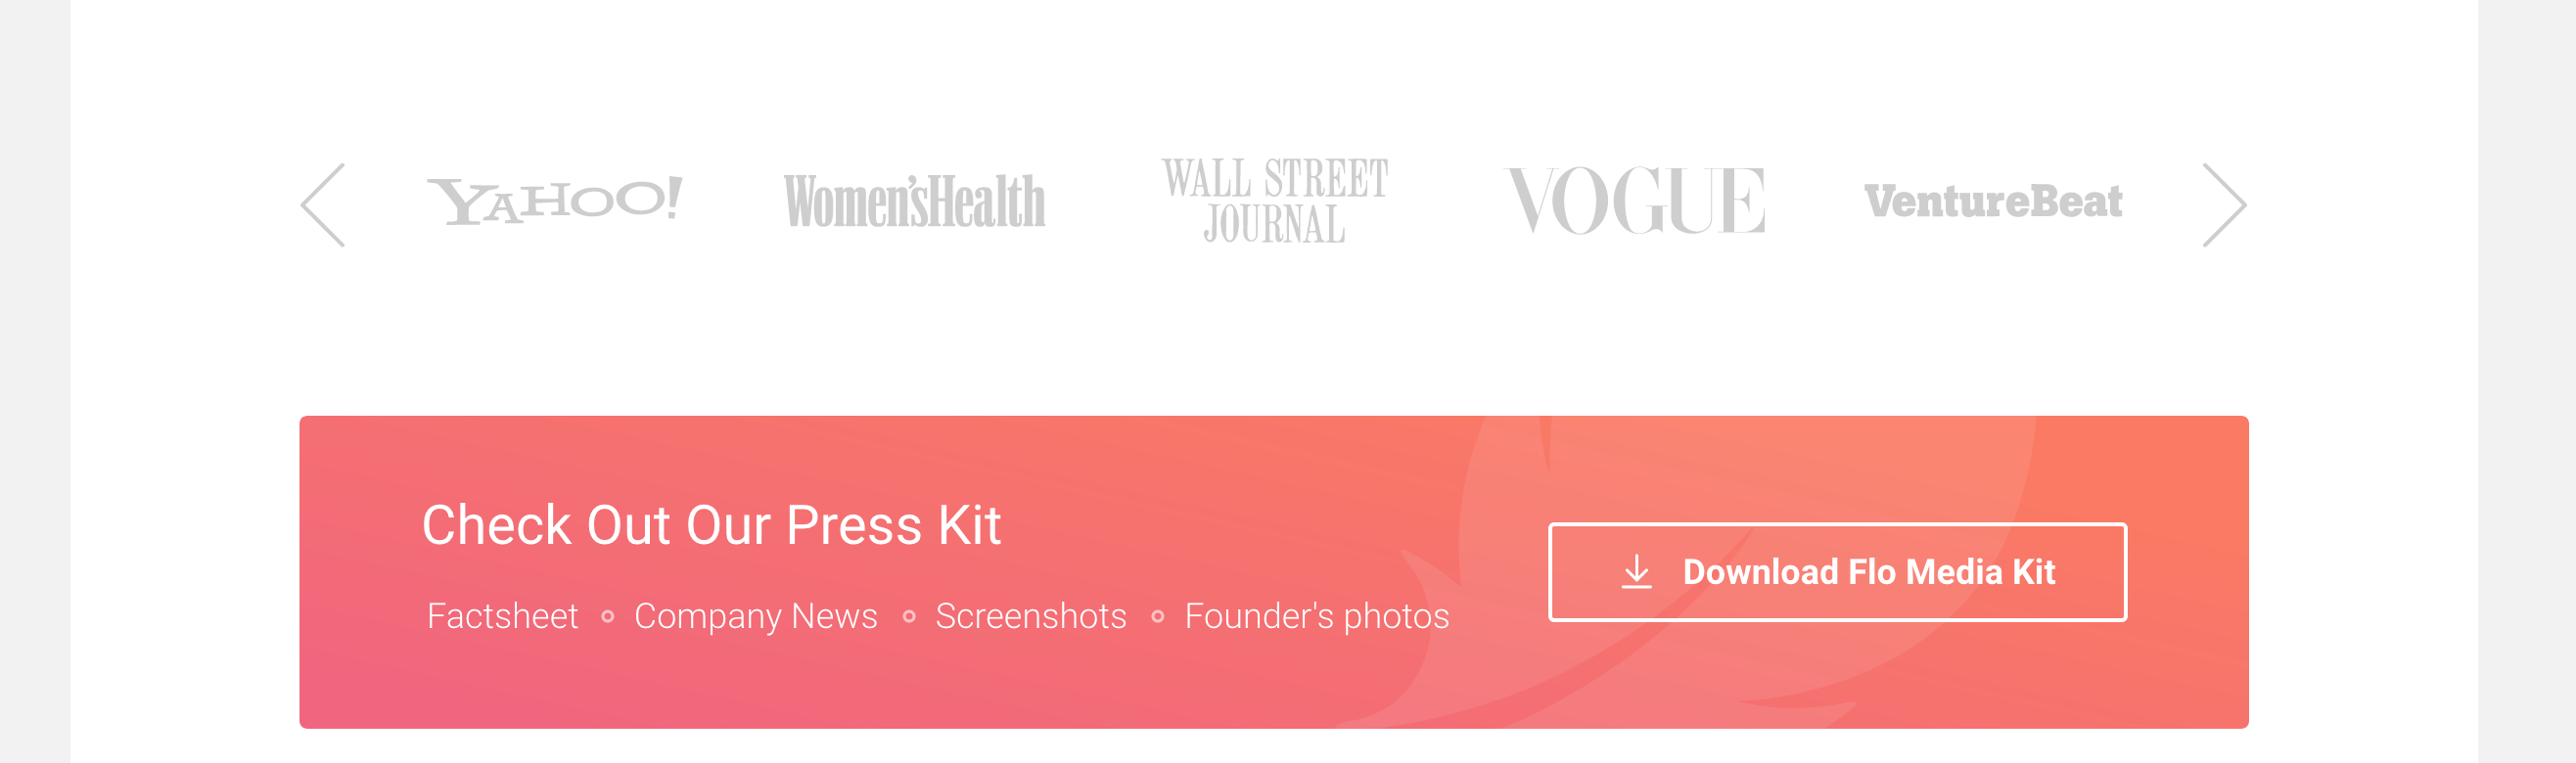 YAHOO! Women'sHealth WALL STREET JOURNAL VOGUE VentureBeat
Check Out Our Press Kit
Factsheet Company News Screenshots Founder's photos
Download Flo Media Kit